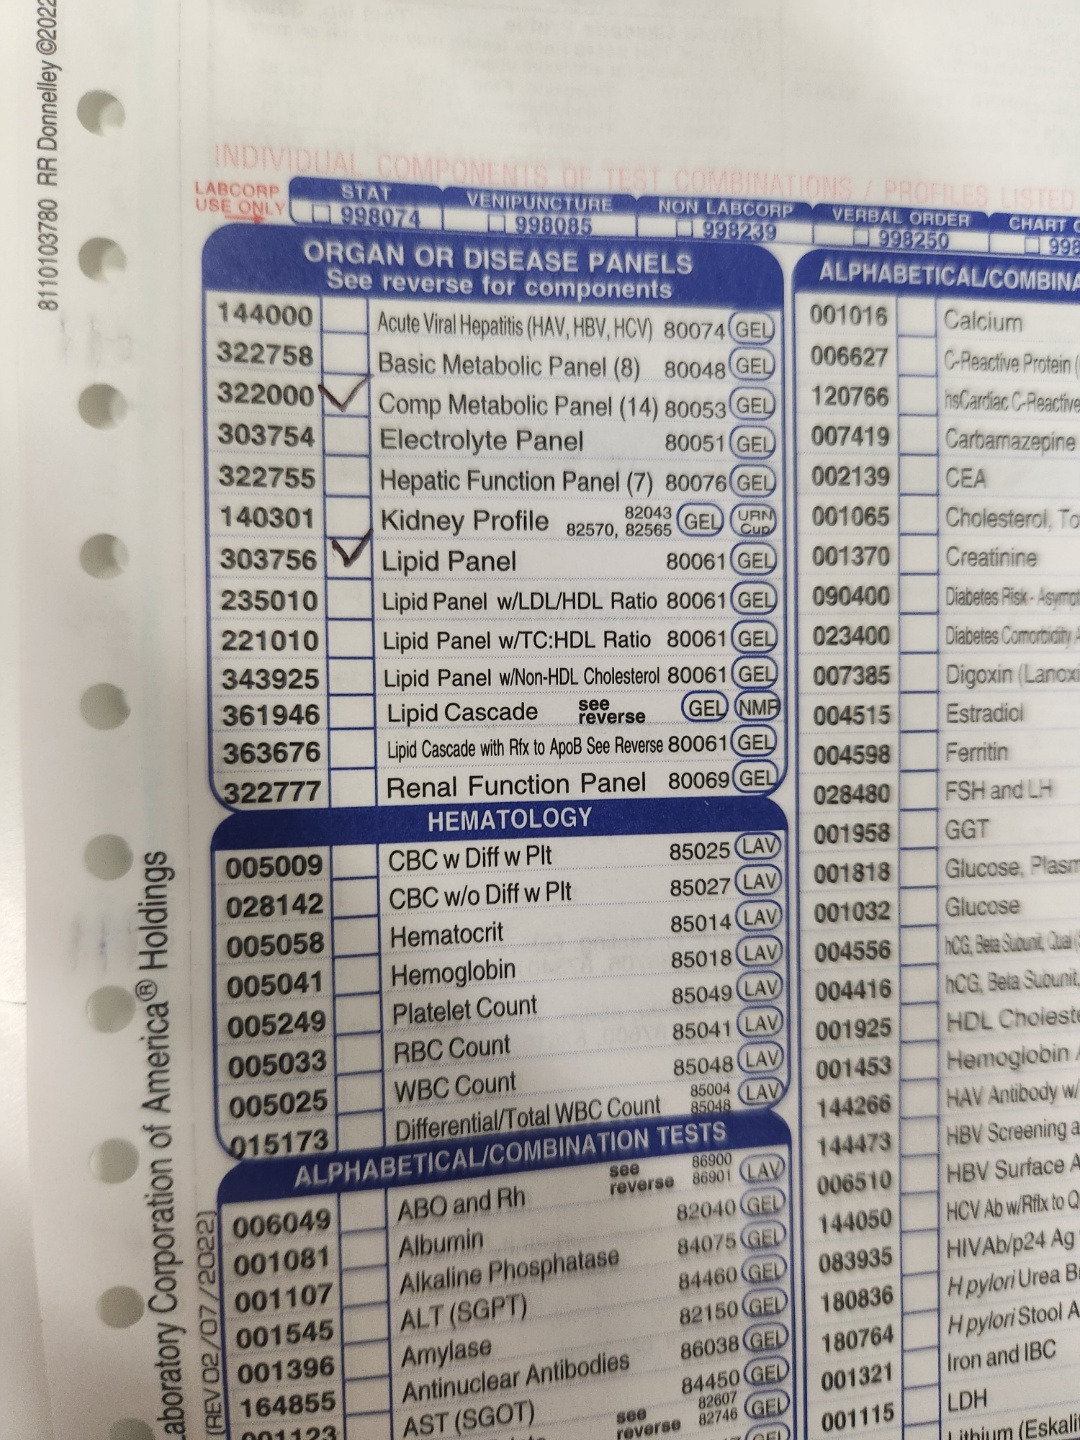 8110103780 RR Donnelley ©2022
INDIVIDUAL COMPONENTS OF TEST COMBINATIONS / PROFILES LISTED
LABCORP
USE ONLY
STAT
998074
VENIPUNCTURE
998085
NON LABCORP
998239
VERBAL ORDER
998250
CHART
998
ORGAN OR DISEASE PANELS
See reverse for components
144000 Acute Viral Hepatitis (HAV, HBV, HCV) 80074 GEL
322758 Basic Metabolic Panel (8) 80048 GEL
322000 Comp Metabolic Panel (14) 80053 GEL
303754 Electrolyte Panel 80051 GEL
322755 Hepatic Function Panel (7) 80076 GEL
140301 Kidney Profile 82043 82570, 82565 GEL URN Cup
303756 Lipid Panel 80061 GEL
235010 Lipid Panel w/LDL/HDL Ratio 80061 GEL
221010 Lipid Panel w/TC:HDL Ratio 80061 GEL
343925 Lipid Panel w/Non-HDL Cholesterol 80061 GEL
361946 Lipid Cascade see reverse GEL NMR
363676 Lipid Cascade with Rfx to ApoB See Reverse 80061 GEL
322777 Renal Function Panel 80069 GEL
HEMATOLOGY
005009 CBC w Diff w Plt 85025 LAV
028142 CBC w/o Diff w Plt 85027 LAV
005058 Hematocrit 85014 LAV
005041 Hemoglobin 85018 LAV
005249 Platelet Count 85049 LAV
005033 RBC Count 85041 LAV
005025 WBC Count 85048 LAV
015173 Differential/Total WBC Count 85004 85048 LAV
ALPHABETICAL/COMBINATION TESTS
006049 ABO and Rh see reverse 86900 86901 LAV
001081 Albumin 82040 GEL
001107 Alkaline Phosphatase 84075 GEL
001545 ALT (SGPT) 84460 GEL
001396 Amylase 82150 GEL
164855 Antinuclear Antibodies 86038 GEL
001123 AST (SGOT) 84450 GEL
see reverse 82607 82746 GEL
GEL
ALPHABETICAL/COMBINA
001016 Calcium
006627 C-Reactive Protein (
120766 hsCardiac C-Reactive
007419 Carbamazepine
002139 CEA
001065 Cholesterol, To
001370 Creatinine
090400 Diabetes Risk - Asympt
023400 Diabetes Comorbidity
007385 Digoxin (Lanoxi
004515 Estradiol
004598 Ferritin
028480 FSH and LH
001958 GGT
001818 Glucose, Plasm
001032 Glucose
004556 hCG, Beta Subunit, Qual
004416 hCG, Beta Subunit,
001925 HDL Choleste
001453 Hemoglobin A
144266 HAV Antibody w/
144473 HBV Screening a
006510 HBV Surface A
144050 HCV Ab w/Rflx to Q
083935 HIVAb/p24 Ag
180836 H pylori Urea B
180764 H pylori Stool A
001321 Iron and IBC
001115 LDH
Lithium (Eskalit
aboratory Corporation of America® Holdings
(REV 02/07/2022)